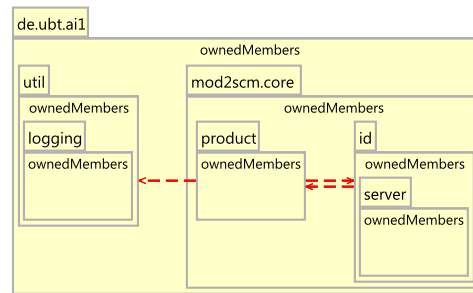 de.ubt.ai1
ownedMembers
util
mod2scm.core
ownedMembers
ownedMembers
logging
product
id
ownedMembers
ownedMembers
ownedMembers
server
ownedMembers